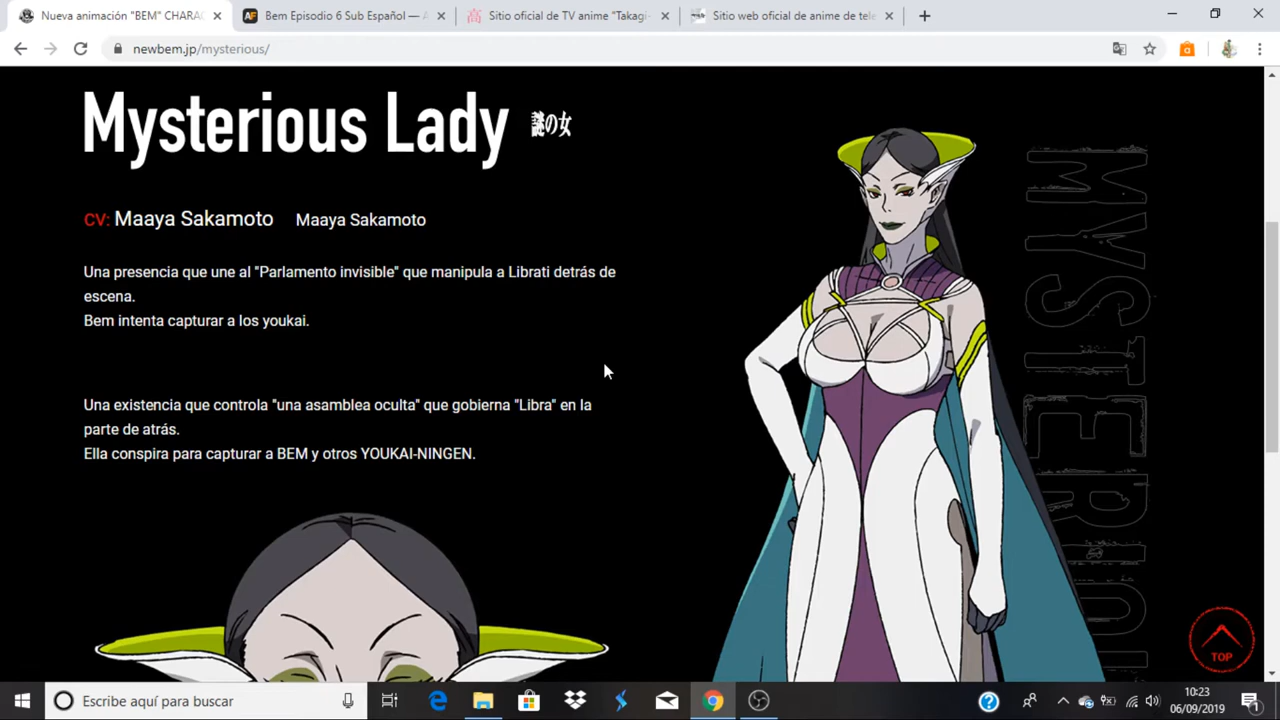 Nueva animación "BEM" CHARAC
Bem Episodio 6 Sub Español — A
Sitio oficial de TV anime "Takagi-
Sitio web oficial de anime de tele
newbem.jp/mysterious/
Mysterious Lady 謎の女
CV: Maaya Sakamoto Maaya Sakamoto
Una presencia que une al "Parlamento invisible" que manipula a Librati detrás de
escena.
Bem intenta capturar a los youkai.
Una existencia que controla "una asamblea oculta" que gobierna "Libra" en la
parte de atrás.
Ella conspira para capturar a BEM y otros YOUKAI-NINGEN.
MYSTERIOU
TOP
Escribe aquí para buscar
10:23
06/09/2019